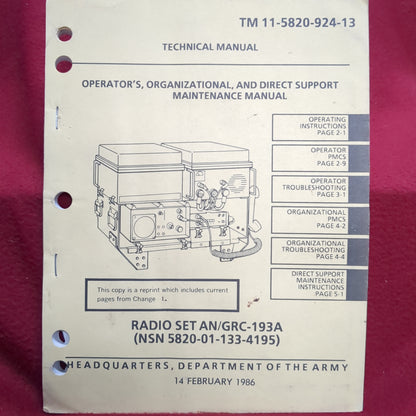 TM 11-5820-924-13
TECHNICAL MANUAL
OPERATOR'S, ORGANIZATIONAL, AND DIRECT SUPPORT
MAINTENANCE MANUAL
OPERATING
INSTRUCTIONS
PAGE 2-1
OPERATOR
PMCS
PAGE 2-9
OPERATOR
TROUBLESHOOTING
PAGE 3-1
ORGANIZATIONAL
PMCS
PAGE 4-2
ORGANIZATIONAL
TROUBLESHOOTING
PAGE 4-4
DIRECT SUPPORT
MAINTENANCE
INSTRUCTIONS
PAGE 5-1
This copy is a reprint which includes current
pages from Change 1.
RADIO SET AN/GRC-193A
(NSN 5820-01-133-4195)
HEADQUARTERS, DEPARTMENT OF THE ARMY
14 FEBRUARY 1986